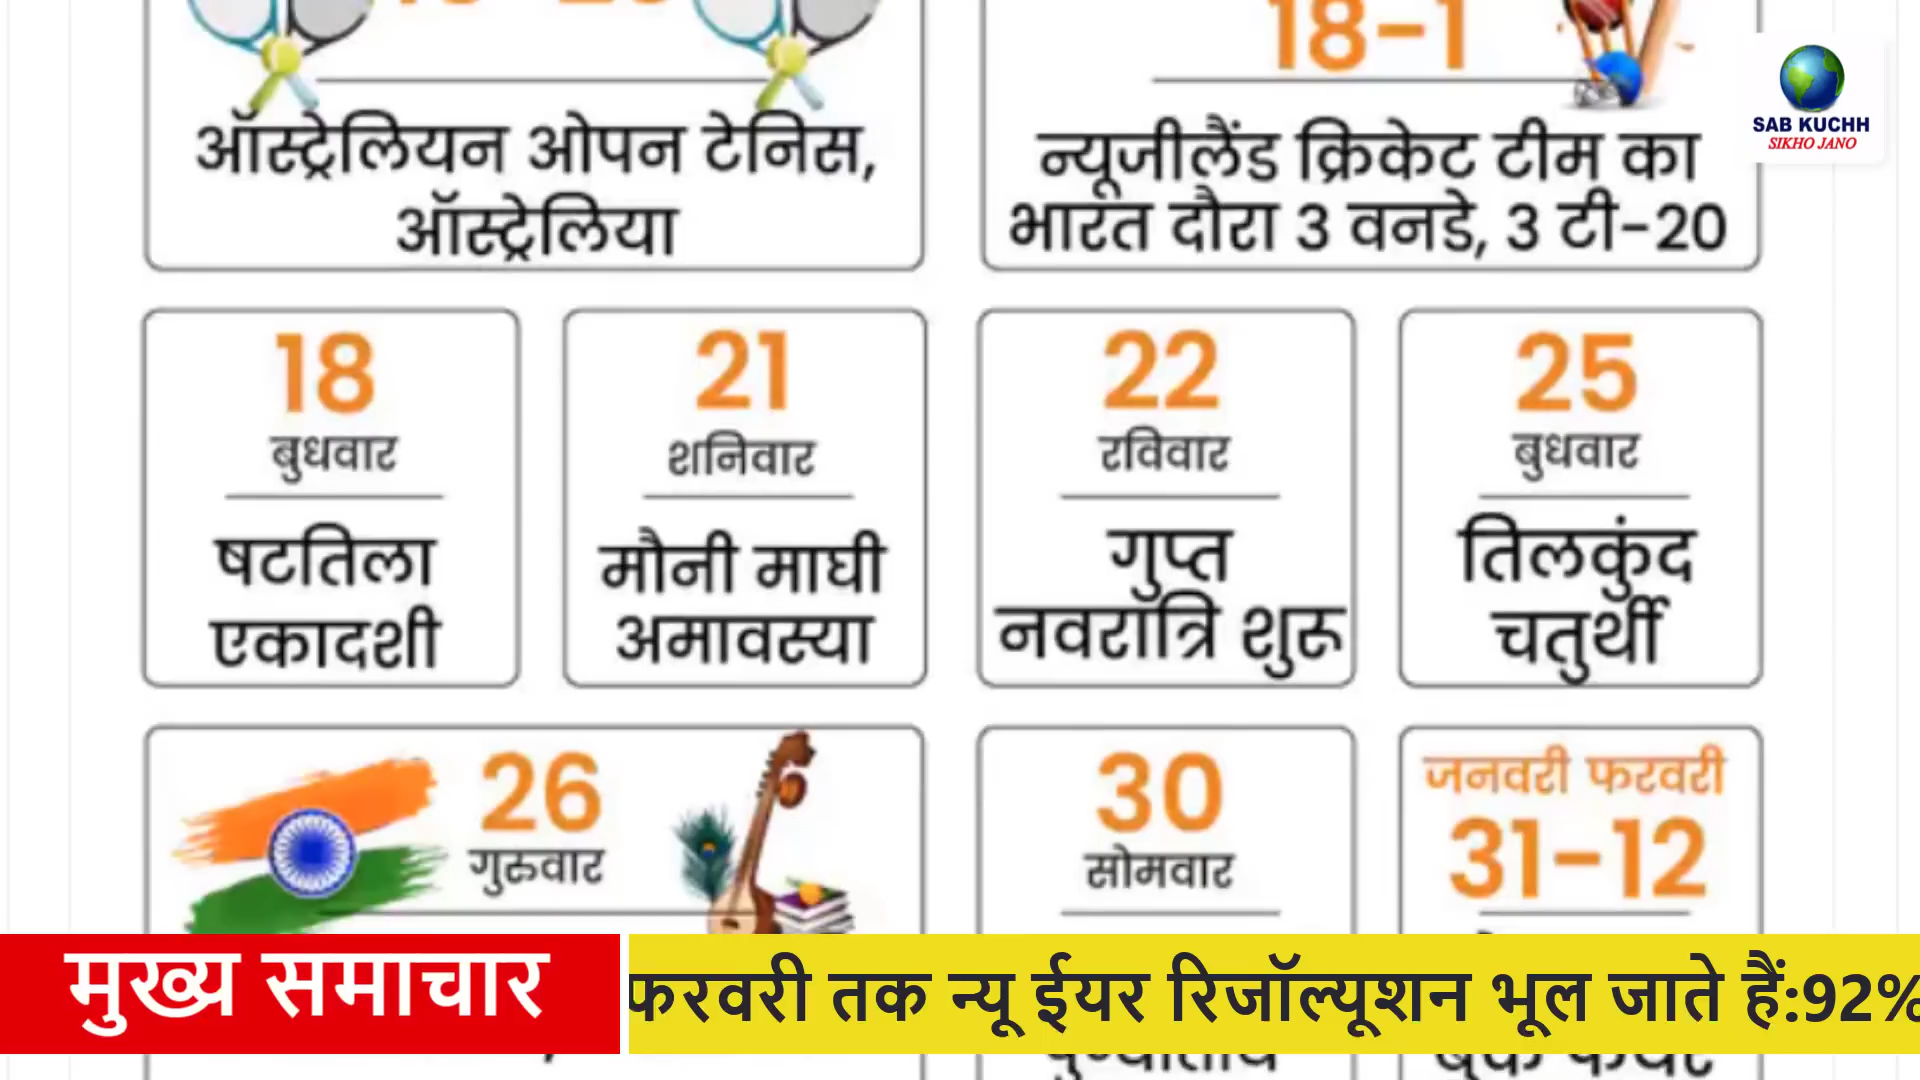 18-1
SAB KUCHH
SIKHO JANO
ऑस्ट्रेलियन ओपन टेनिस,
ऑस्ट्रेलिया
न्यूजीलैंड क्रिकेट टीम का
भारत दौरा 3 वनडे, 3 टी-20
18
बुधवार
षटतिला
एकादशी
21
शनिवार
मौनी माघी
अमावस्या
22
रविवार
गुप्त
नवरात्रि शुरू
25
बुधवार
तिलकुंद
चतुर्थी
26
गुरुवार
30
सोमवार
जनवरी फरवरी
31-12
मुख्य समाचार
फरवरी तक न्यू ईयर रिजॉल्यूशन भूल जाते हैं:92%